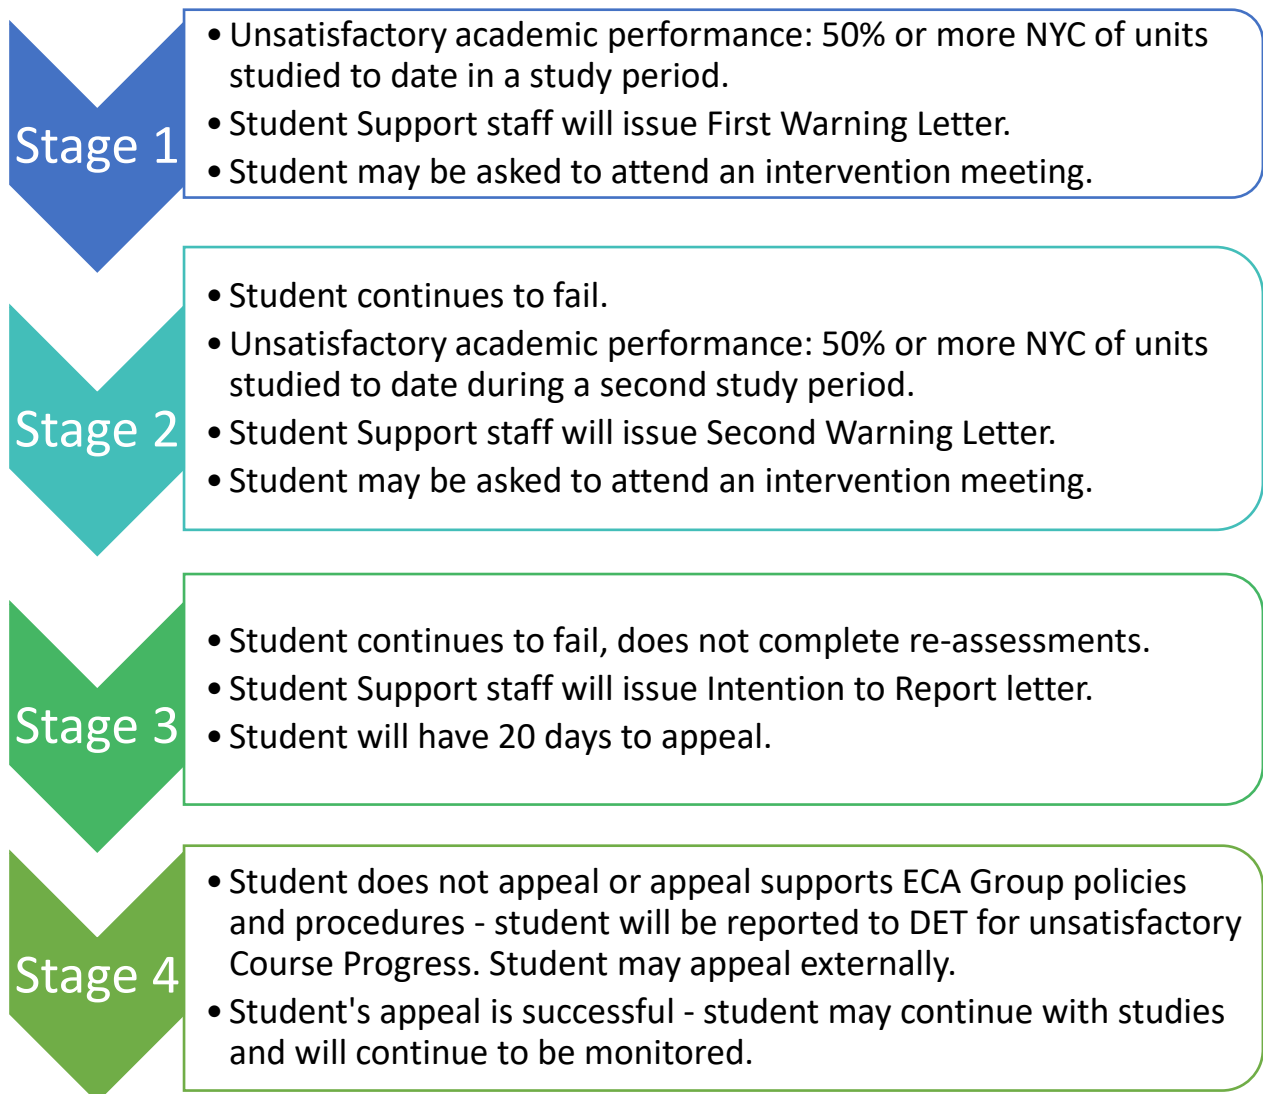 Stage 1
• Unsatisfactory academic performance: 50% or more NYC of units
studied to date in a study period.
• Student Support staff will issue First Warning Letter.
• Student may be asked to attend an intervention meeting.
Stage 2
• Student continues to fail.
• Unsatisfactory academic performance: 50% or more NYC of units
studied to date during a second study period.
• Student Support staff will issue Second Warning Letter.
• Student may be asked to attend an intervention meeting.
Stage 3
• Student continues to fail, does not complete re-assessments.
• Student Support staff will issue Intention to Report letter.
• Student will have 20 days to appeal.
Stage 4
• Student does not appeal or appeal supports ECA Group policies
and procedures - student will be reported to DET for unsatisfactory
Course Progress. Student may appeal externally.
• Student's appeal is successful - student may continue with studies
and will continue to be monitored.